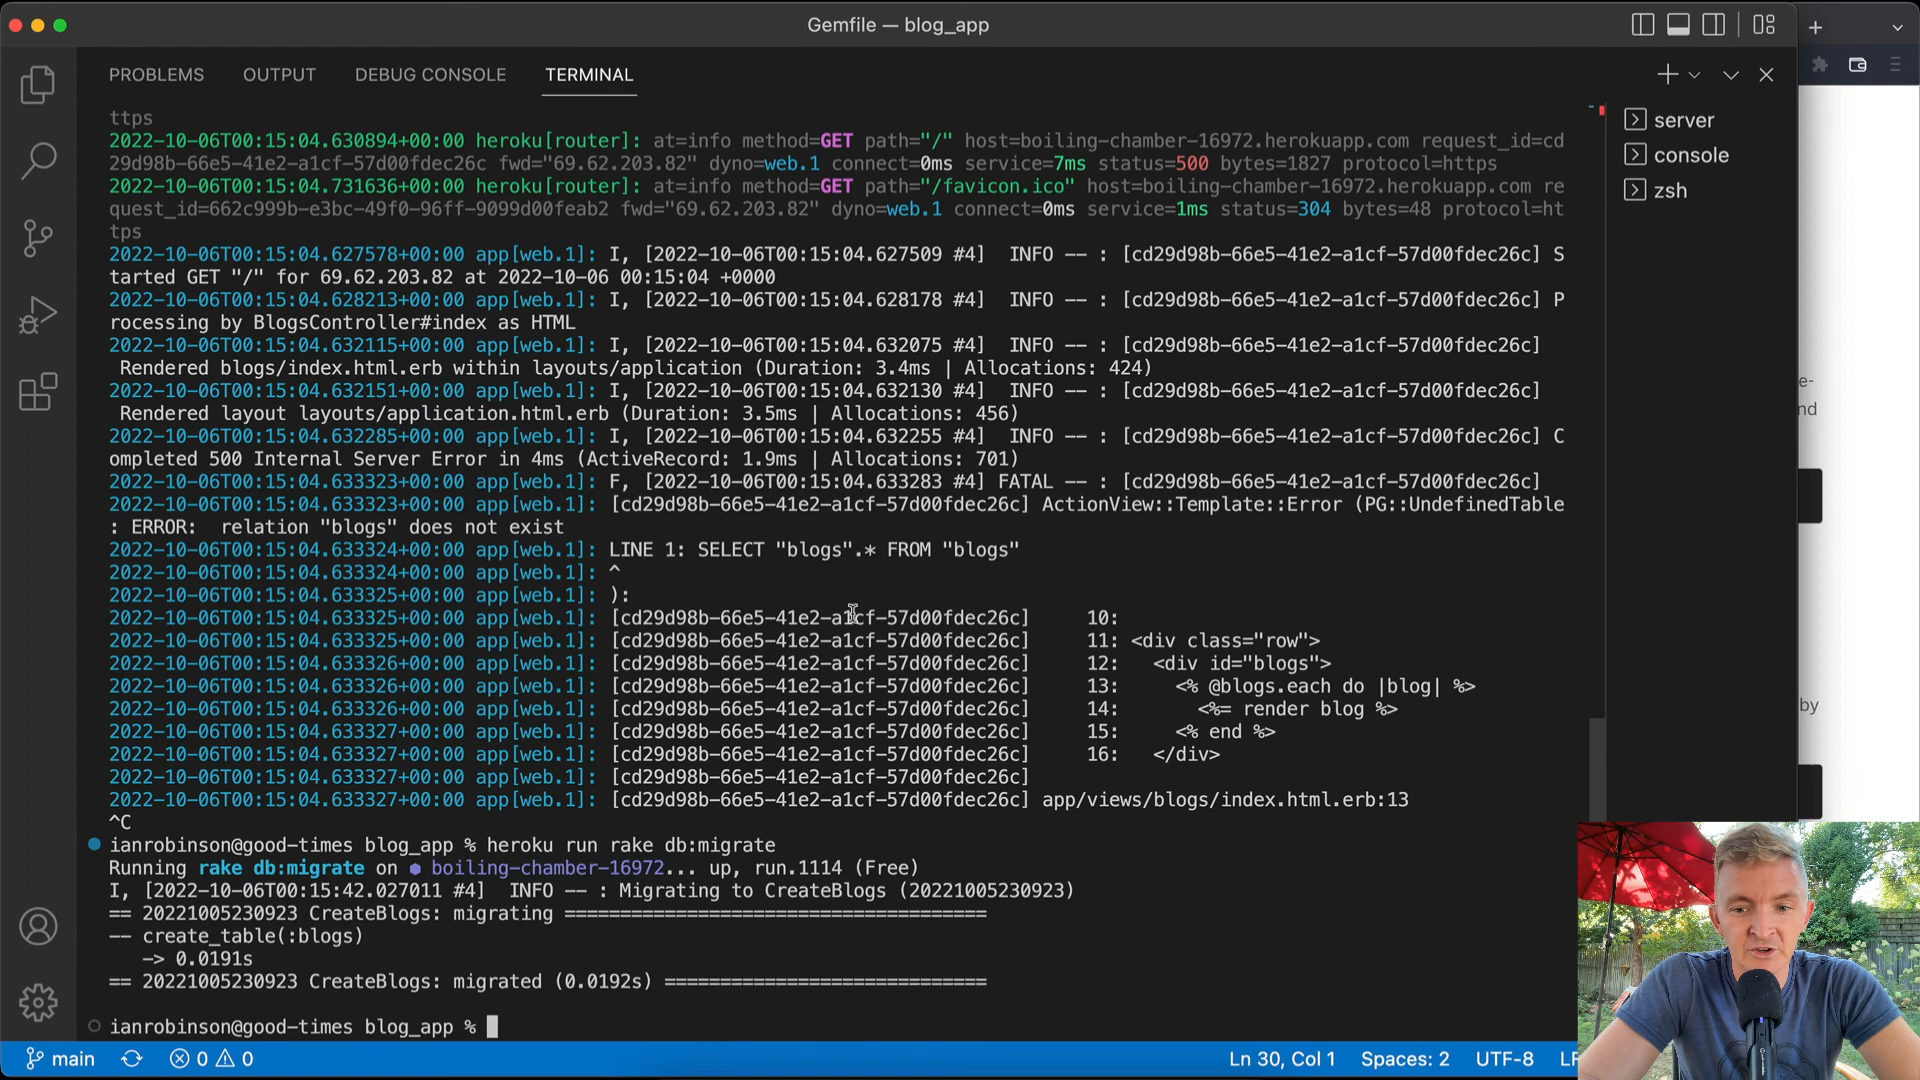 Gemfile — blog_app
PROBLEMS OUTPUT DEBUG CONSOLE TERMINAL
ttps
2022-10-06T00:15:04.630894+00:00 heroku[router]: at=info method=GET path="/" host=boiling-chamber-16972.herokuapp.com request_id=cd
29d98b-66e5-41e2-a1cf-57d00fdec26c fwd="69.62.203.82" dyno=web.1 connect=0ms service=7ms status=500 bytes=1827 protocol=https
2022-10-06T00:15:04.731636+00:00 heroku[router]: at=info method=GET path="/favicon.ico" host=boiling-chamber-16972.herokuapp.com re
quest_id=662c999b-e3bc-49f0-96ff-9099d00feab2 fwd="69.62.203.82" dyno=web.1 connect=0ms service=1ms status=304 bytes=48 protocol=ht
tps
2022-10-06T00:15:04.627578+00:00 app[web.1]: I, [2022-10-06T00:15:04.627509 #4]  INFO -- : [cd29d98b-66e5-41e2-a1cf-57d00fdec26c] S
tarted GET "/" for 69.62.203.82 at 2022-10-06 00:15:04 +0000
2022-10-06T00:15:04.628213+00:00 app[web.1]: I, [2022-10-06T00:15:04.628178 #4]  INFO -- : [cd29d98b-66e5-41e2-a1cf-57d00fdec26c] P
rocessing by BlogsController#index as HTML
2022-10-06T00:15:04.632115+00:00 app[web.1]: I, [2022-10-06T00:15:04.632075 #4]  INFO -- : [cd29d98b-66e5-41e2-a1cf-57d00fdec26c]
Rendered blogs/index.html.erb within layouts/application (Duration: 3.4ms | Allocations: 424)
2022-10-06T00:15:04.632151+00:00 app[web.1]: I, [2022-10-06T00:15:04.632130 #4]  INFO -- : [cd29d98b-66e5-41e2-a1cf-57d00fdec26c]
Rendered layout layouts/application.html.erb (Duration: 3.5ms | Allocations: 456)
2022-10-06T00:15:04.632285+00:00 app[web.1]: I, [2022-10-06T00:15:04.632255 #4]  INFO -- : [cd29d98b-66e5-41e2-a1cf-57d00fdec26c] C
ompleted 500 Internal Server Error in 4ms (ActiveRecord: 1.9ms | Allocations: 701)
2022-10-06T00:15:04.633323+00:00 app[web.1]: F, [2022-10-06T00:15:04.633283 #4] FATAL -- : [cd29d98b-66e5-41e2-a1cf-57d00fdec26c]
2022-10-06T00:15:04.633323+00:00 app[web.1]: [cd29d98b-66e5-41e2-a1cf-57d00fdec26c] ActionView::Template::Error (PG::UndefinedTable
: ERROR:  relation "blogs" does not exist
2022-10-06T00:15:04.633324+00:00 app[web.1]: LINE 1: SELECT "blogs".* FROM "blogs"
2022-10-06T00:15:04.633324+00:00 app[web.1]: ^
2022-10-06T00:15:04.633325+00:00 app[web.1]: ):
2022-10-06T00:15:04.633325+00:00 app[web.1]: [cd29d98b-66e5-41e2-a1cf-57d00fdec26c]     10:
2022-10-06T00:15:04.633325+00:00 app[web.1]: [cd29d98b-66e5-41e2-a1cf-57d00fdec26c]     11: <div class="row">
2022-10-06T00:15:04.633326+00:00 app[web.1]: [cd29d98b-66e5-41e2-a1cf-57d00fdec26c]     12:   <div id="blogs">
2022-10-06T00:15:04.633326+00:00 app[web.1]: [cd29d98b-66e5-41e2-a1cf-57d00fdec26c]     13:     <% @blogs.each do |blog| %>
2022-10-06T00:15:04.633326+00:00 app[web.1]: [cd29d98b-66e5-41e2-a1cf-57d00fdec26c]     14:       <%= render blog %>
2022-10-06T00:15:04.633327+00:00 app[web.1]: [cd29d98b-66e5-41e2-a1cf-57d00fdec26c]     15:     <% end %>
2022-10-06T00:15:04.633327+00:00 app[web.1]: [cd29d98b-66e5-41e2-a1cf-57d00fdec26c]     16:   </div>
2022-10-06T00:15:04.633327+00:00 app[web.1]: [cd29d98b-66e5-41e2-a1cf-57d00fdec26c]
2022-10-06T00:15:04.633327+00:00 app[web.1]: [cd29d98b-66e5-41e2-a1cf-57d00fdec26c] app/views/blogs/index.html.erb:13
^C
ianrobinson@good-times blog_app % heroku run rake db:migrate
Running rake db:migrate on ⬢ boiling-chamber-16972... up, run.1114 (Free)
I, [2022-10-06T00:15:42.027011 #4]  INFO -- : Migrating to CreateBlogs (20221005230923)
== 20221005230923 CreateBlogs: migrating ======================================
-- create_table(:blogs)
-> 0.0191s
== 20221005230923 CreateBlogs: migrated (0.0192s) =============================
ianrobinson@good-times blog_app %
server
console
zsh
e-
nd
by
main 0 0 Ln 30, Col 1 Spaces: 2 UTF-8 LF